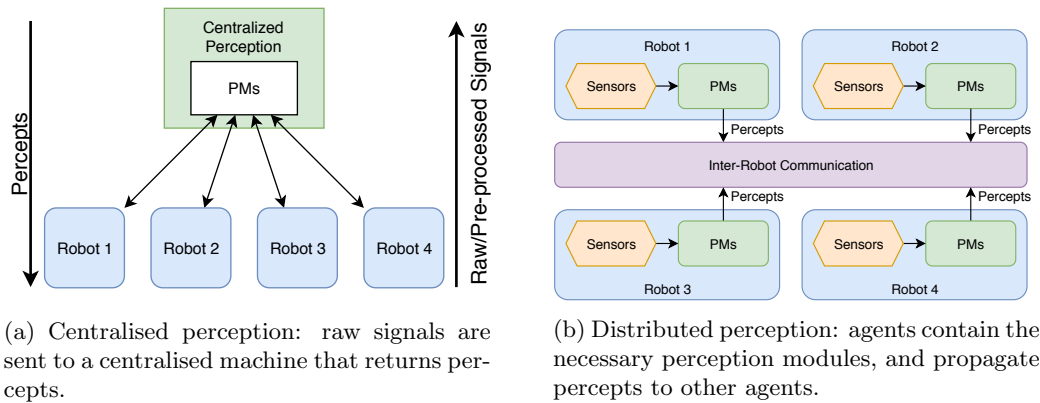 Percepts
Centralized
Perception
PMs
Raw/Pre-processed Signals
Robot 1
Robot 2
Robot 3
Robot 4
(a) Centralised perception: raw signals are
sent to a centralised machine that returns per-
cepts.
Robot 1
Sensors
PMs
Percepts
Robot 2
Sensors
PMs
Percepts
Inter-Robot Communication
Percepts
Sensors
PMs
Robot 3
Percepts
Sensors
PMs
Robot 4
(b) Distributed perception: agents contain the
necessary perception modules, and propagate
percepts to other agents.